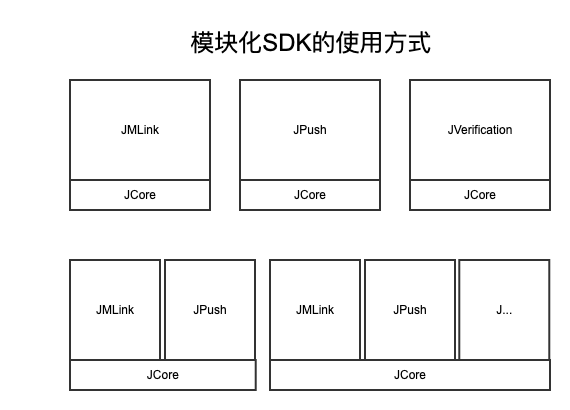 模块化SDK的使用方式
JMLink
JPush
JVerification
JCore
JCore
JCore
JMLink
JPush
JMLink
JPush
J...
JCore
JCore